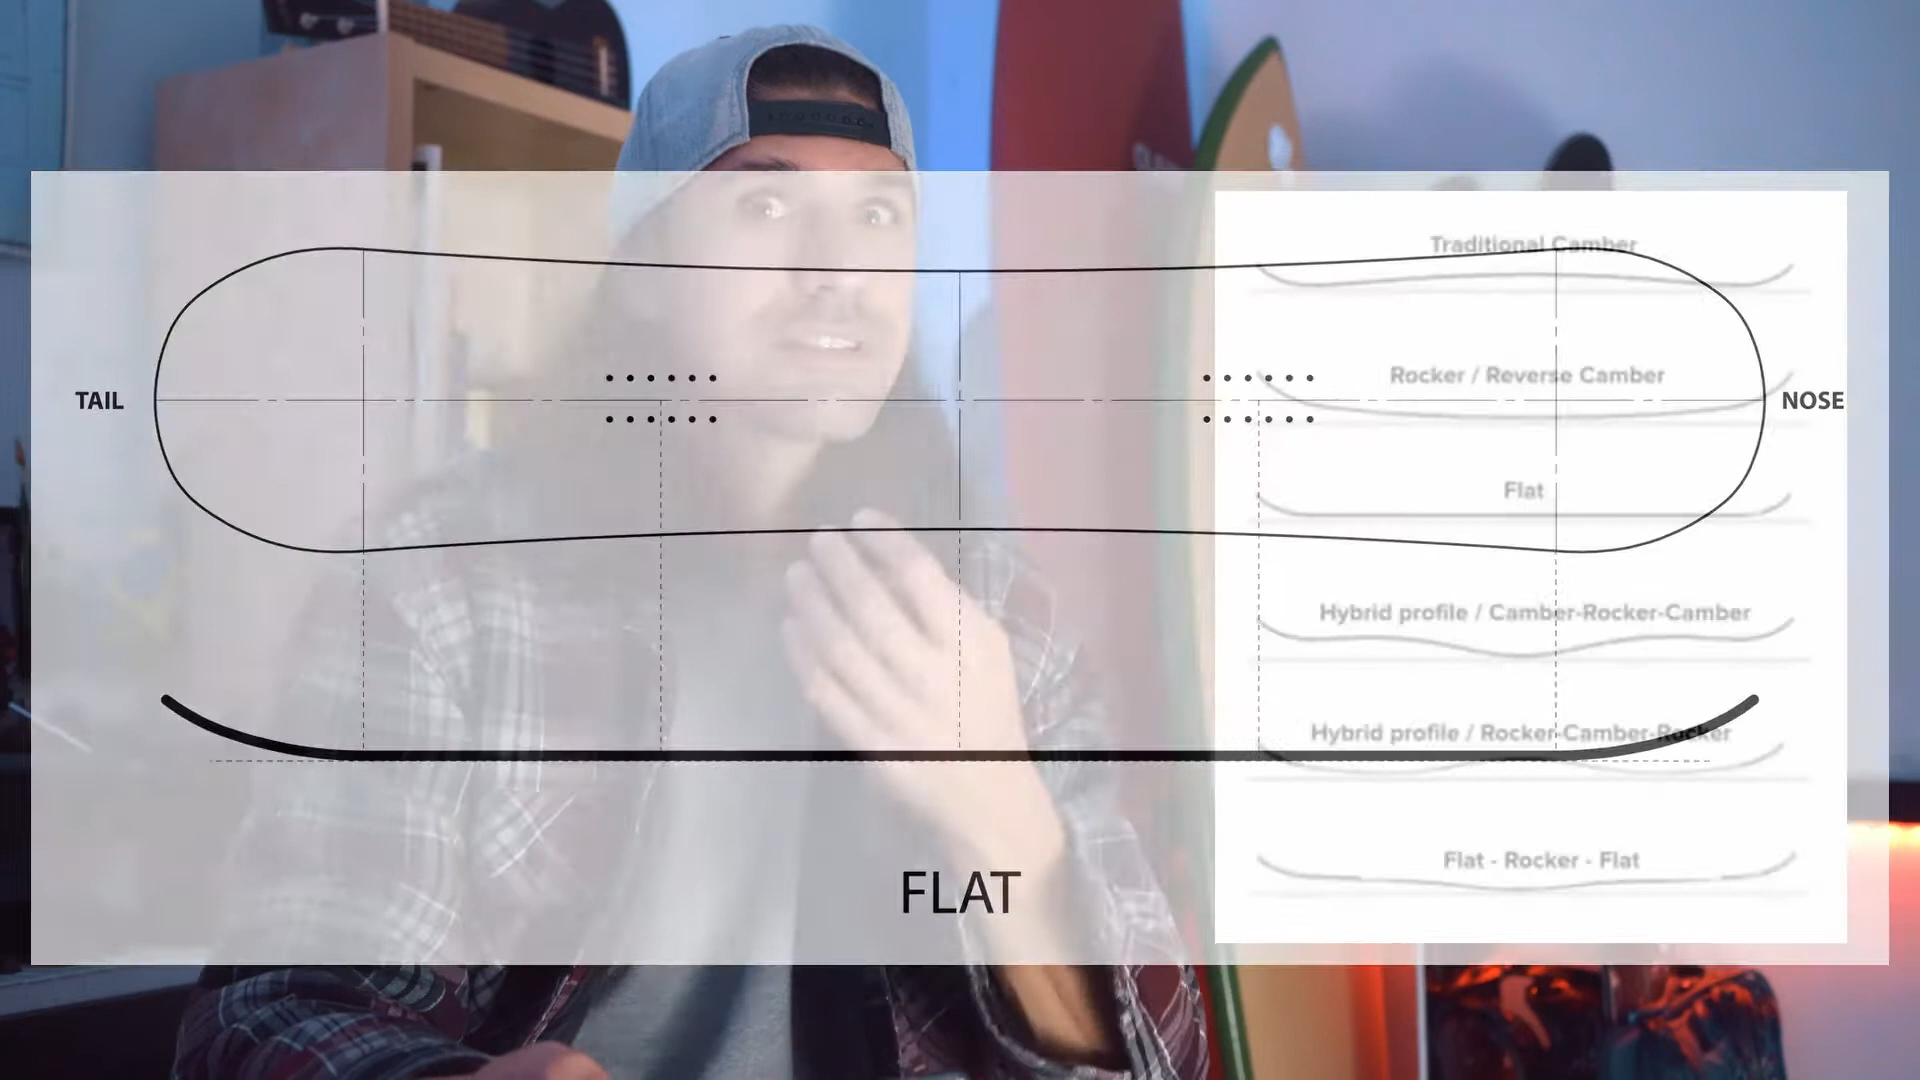 Traditional Camber
Rocker / Reverse Camber
TAIL
NOSE
Flat
Hybrid profile / Camber-Rocker-Camber
Hybrid profile / Rocker-Camber-Rocker
Flat - Rocker - Flat
FLAT